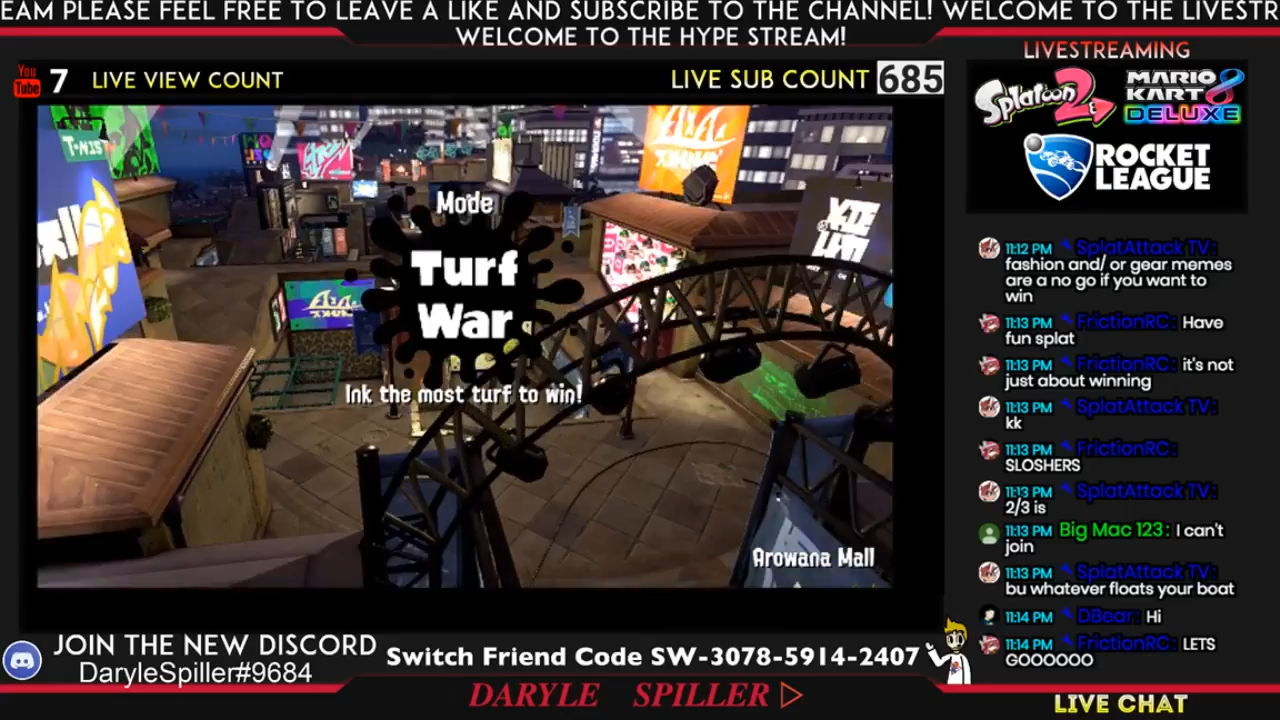 EAM PLEASE FEEL FREE TO LEAVE A LIKE AND SUBSCRIBE TO THE CHANNEL! WELCOME TO THE LIVESTR
WELCOME TO THE HYPE STREAM!
You
Tube
7 LIVE VIEW COUNT
LIVE SUB COUNT 685
LIVESTREAMING
Splatoon 2
MARIO
KART 8
DELUXE
ROCKET
LEAGUE
Mode
Turf
War
Ink the most turf to win!
Arowana Mall
11:12 PM SplatAttack TV:
fashion and/ or gear memes
are a no go if you want to
win
11:13 PM FrictionRC: Have
fun splat
11:13 PM FrictionRC: it's not
just about winning
11:13 PM SplatAttack TV:
kk
11:13 PM FrictionRC:
SLOSHERS
11:13 PM SplatAttack TV:
2/3 is
11:13 PM Big Mac 123: I can't
join
11:13 PM SplatAttack TV:
bu whatever floats your boat
11:14 PM DBear: Hi
11:14 PM FrictionRC: LETS
GOOOOOO
JOIN THE NEW DISCORD
DaryleSpiller#9684
Switch Friend Code SW-3078-5914-2407
DARYLE SPILLER
LIVE CHAT